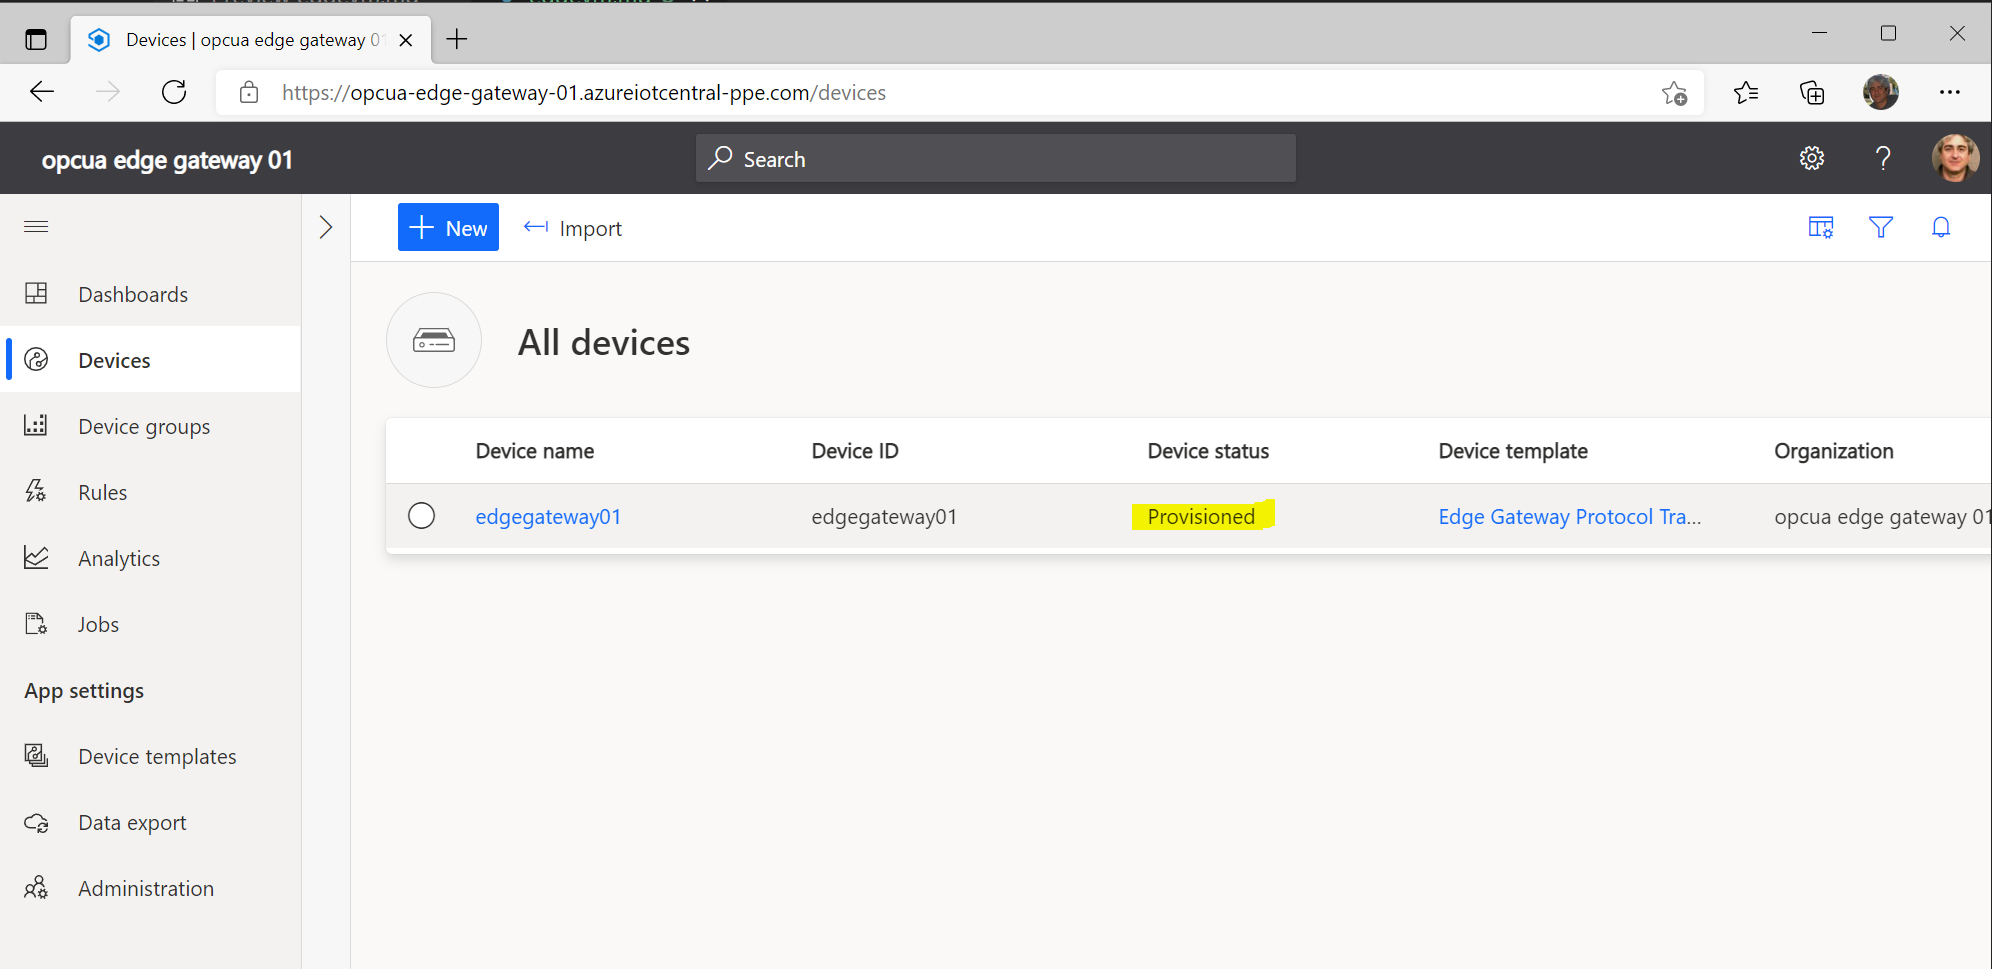 Devices | opcua edge gateway 01
https://opcua-edge-gateway-01.azureiotcentral-ppe.com/devices
opcua edge gateway 01
Search
?
New
Import
Dashboards
Devices
Device groups
Rules
Analytics
Jobs
App settings
Device templates
Data export
Administration
All devices
Device name Device ID Device status Device template Organization
edgegateway01 edgegateway01 Provisioned Edge Gateway Protocol Tra... opcua edge gateway 01